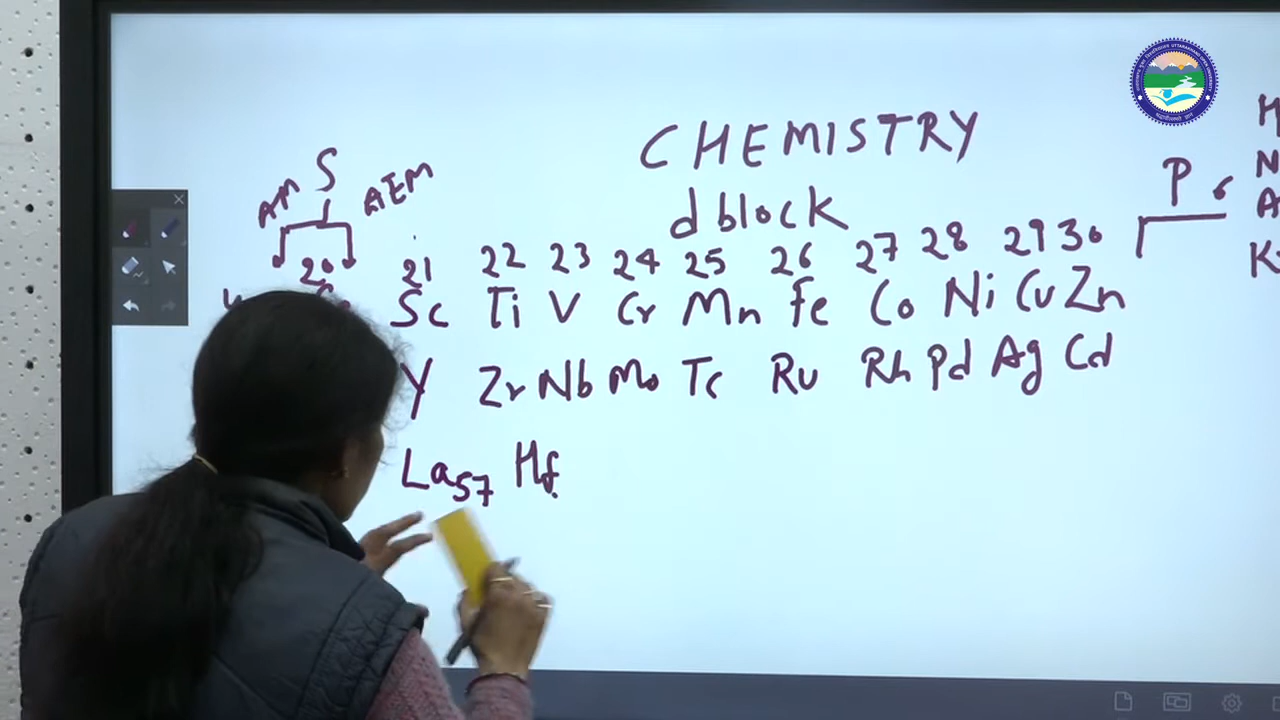 CHEMISTRY
d block
S
AM AEM
P
20 21 22 23 24 25 26 27 28 29 30
Sc Ti V Cr Mn Fe Co Ni Cu Zn
Y Zr Nb Mo Tc Ru Rh Pd Ag Cd
La57 Hf